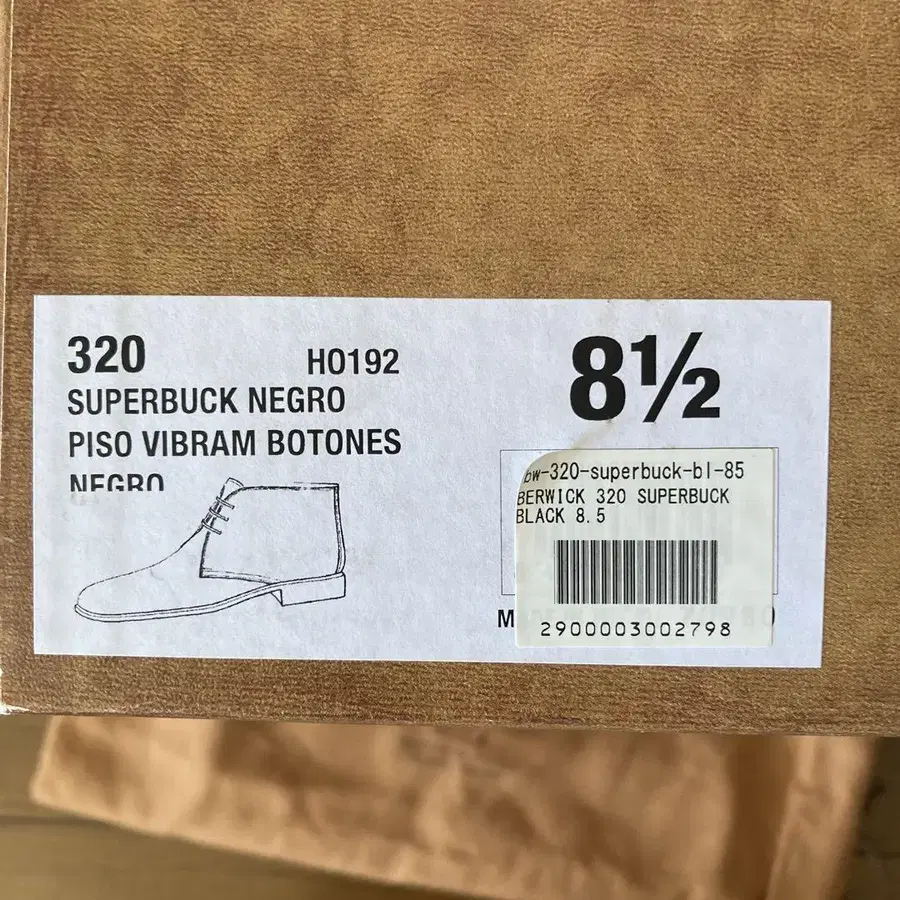 320 HO192
SUPERBUCK NEGRO
PISO VIBRAM BOTONES
NEGRO
8½
bw-320-superbuck-bl-85
BERWICK 320 SUPERBUCK
BLACK 8.5
2900003002798